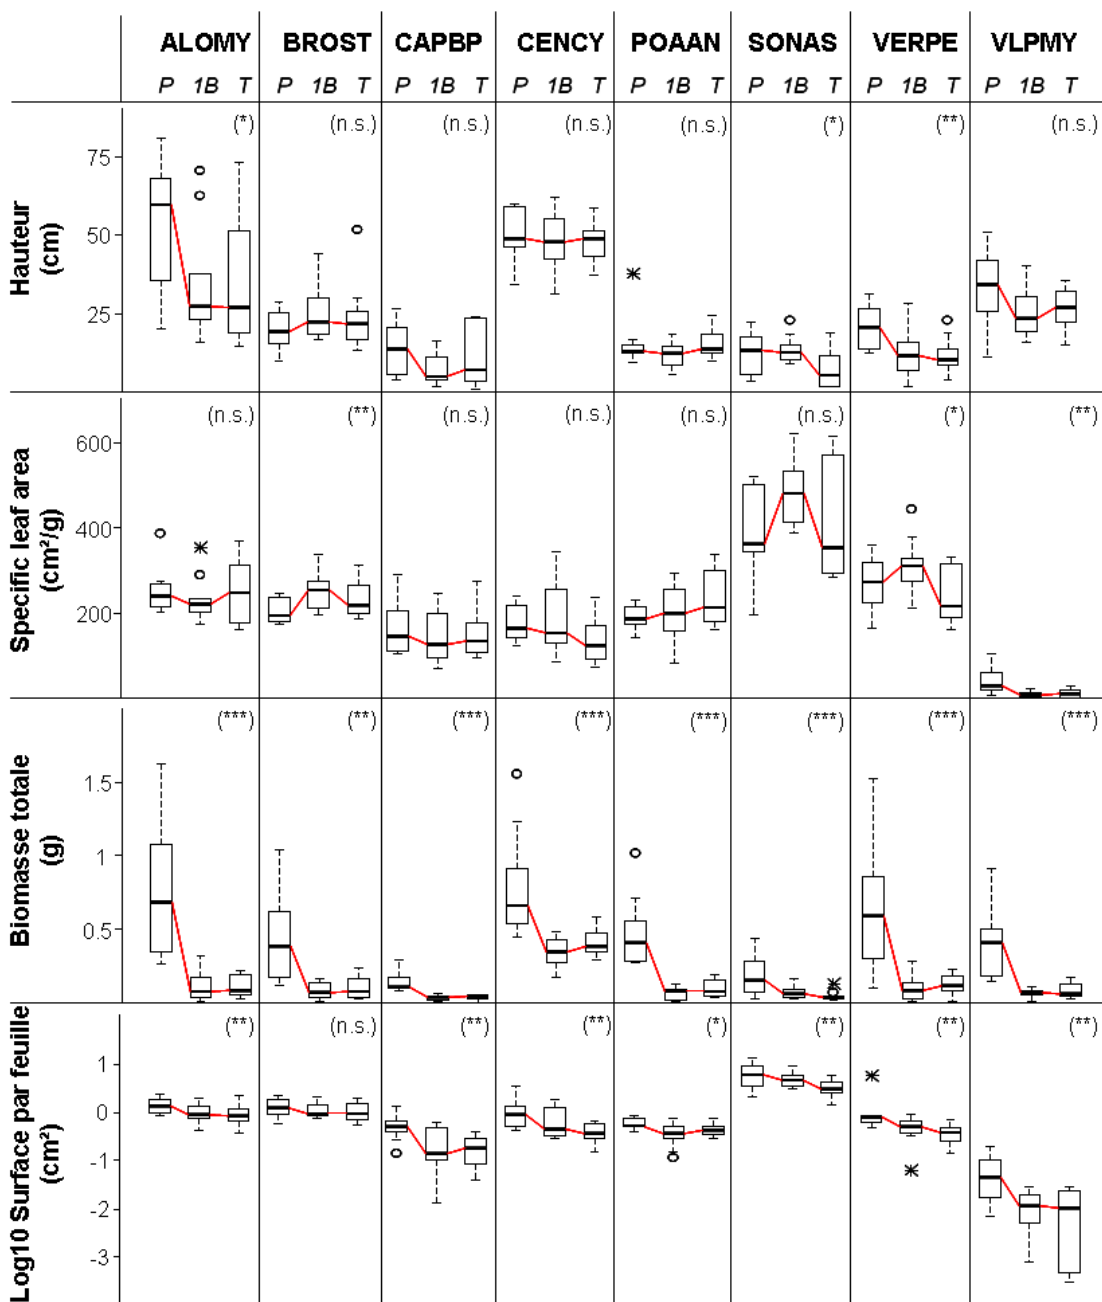 ALOMY BROST CAPBP CENCY POAAN SONAS VERPE VLPMY
P 1B T P 1B T P 1B T P 1B T P 1B T P 1B T P 1B T P 1B T
Hauteur
(cm)
75
50
25
(*) (n.s.) (n.s.) (n.s.) (n.s.) (*) (**) (n.s.)
Specific leaf area
(cm²/g)
600
400
200
(n.s.) (**) (n.s.) (n.s.) (n.s.) (n.s.) (*) (**)
Biomasse totale
(g)
1.5
1
0.5
(***) (**) (***) (***) (***) (***) (***) (***)
Log10 Surface par feuille
(cm²)
1
0
-1
-2
-3
(**) (n.s.) (**) (**) (*) (**) (**) (**)